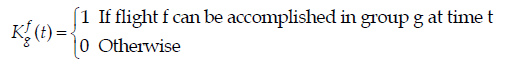 K_g^f(t) = {1 If flight f can be accomplished in group g at time t
0 Otherwise